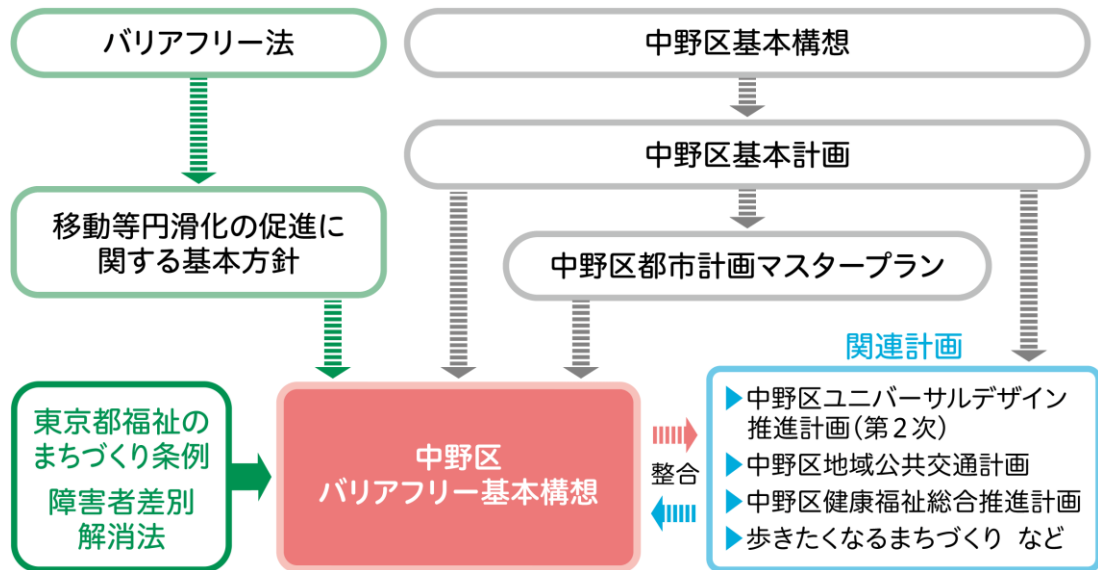 バリアフリー法
中野区基本構想
中野区基本計画
移動等円滑化の促進に
関する基本方針
中野区都市計画マスタープラン
関連計画
東京都福祉の
まちづくり条例
障害者差別
解消法
中野区
バリアフリー基本構想
整合
▶中野区ユニバーサルデザイン
推進計画(第2次)
▶中野区地域公共交通計画
▶中野区健康福祉総合推進計画
▶歩きたくなるまちづくり など